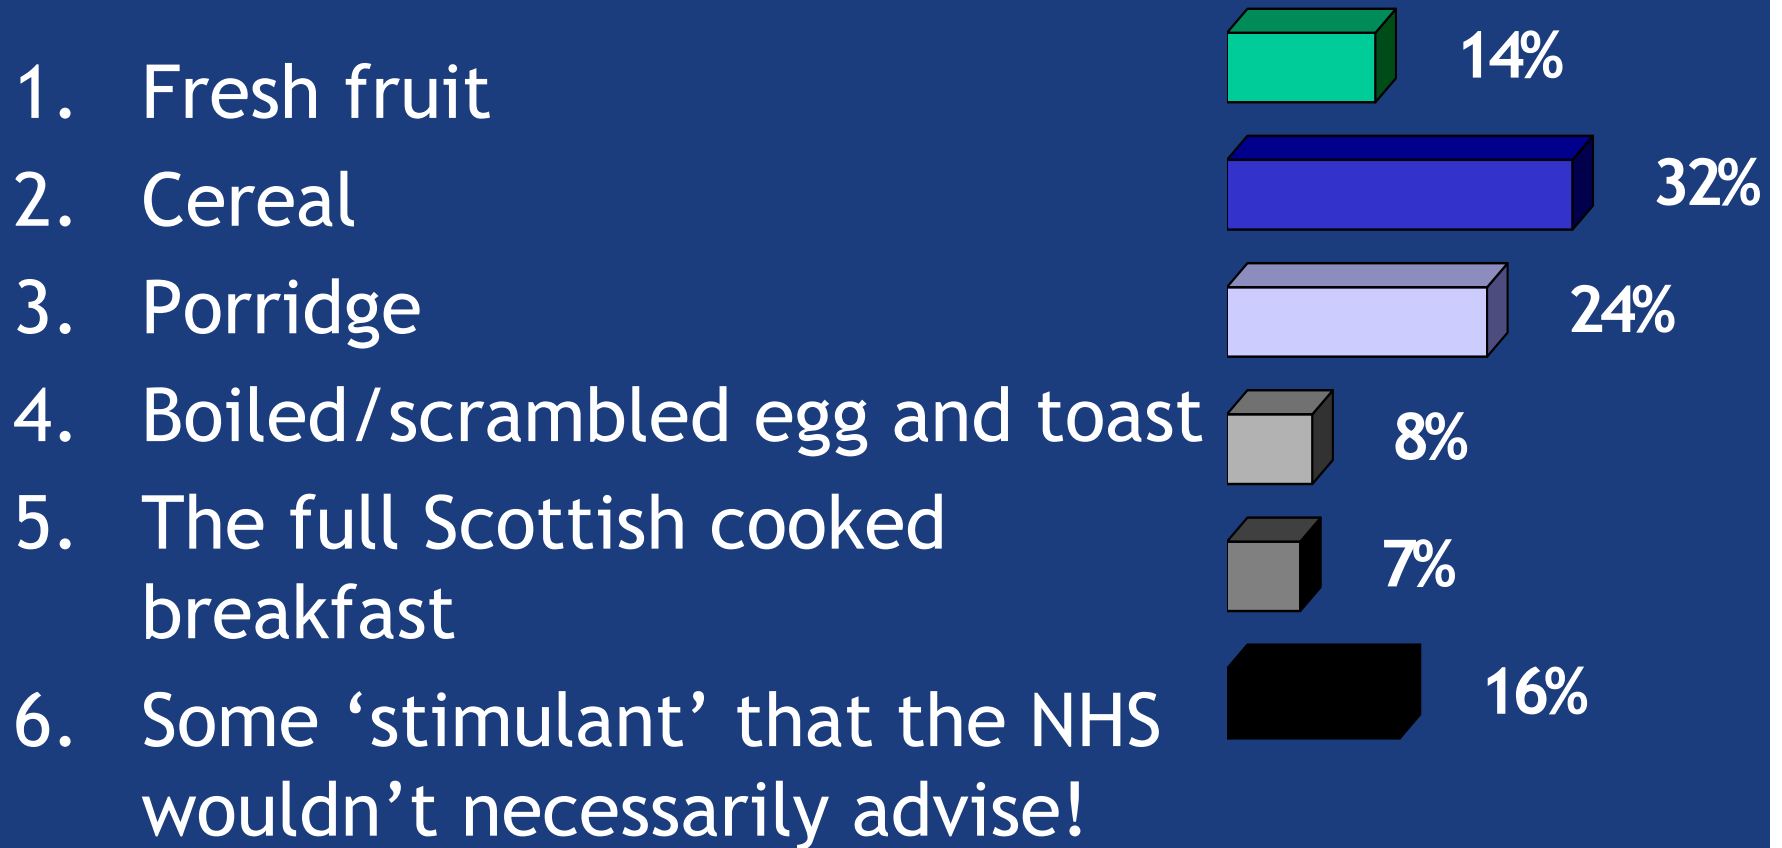 1. Fresh fruit
14%
2. Cereal
32%
3. Porridge
24%
4. Boiled/scrambled egg and toast
8%
5. The full Scottish cooked
breakfast
7%
6. Some ‘stimulant’ that the NHS
wouldn’t necessarily advise!
16%